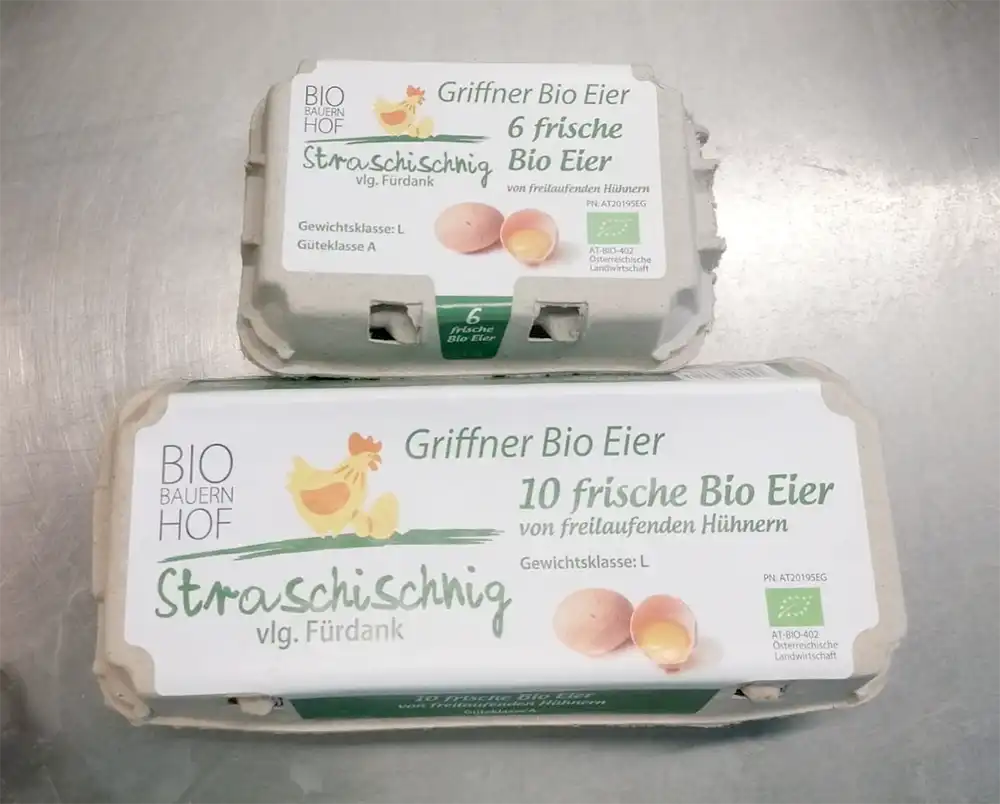 BIO
BAUERN
HOF
Straschischnig
vlg. Fürdank
Gewichtsklasse: L
Güteklasse A
Griffner Bio Eier
6 frische
Bio Eier
von freilaufenden Hühnern
PN: AT2019SEG
AT-BIO-402
Österreichische
Landwirtschaft
6
frische
Bio Eier
BIO
BAUERN
HOF
Straschischnig
vlg. Fürdank
Griffner Bio Eier
10 frische Bio Eier
von freilaufenden Hühnern
Gewichtsklasse: L
PN: AT2019SEG
AT-BIO-402
Österreichische
Landwirtschaft
10 frische Bio Eier
von freilaufenden Hühnern
Güteklasse A